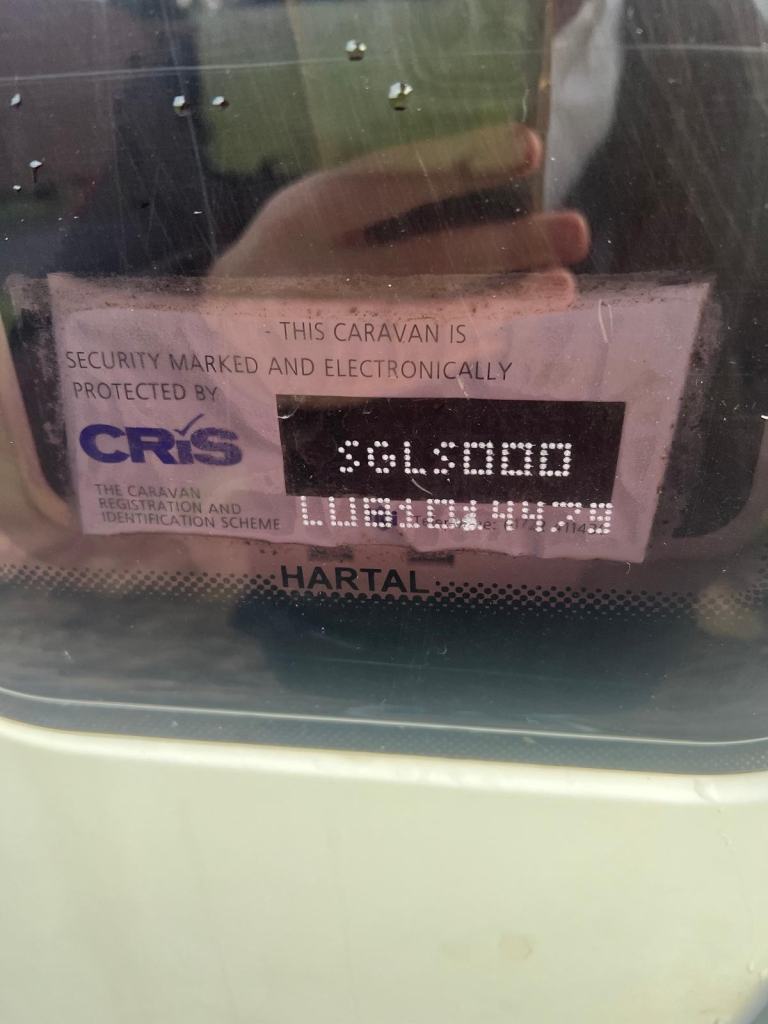 - THIS CARAVAN IS
SECURITY MARKED AND ELECTRONICALLY
PROTECTED BY
CRiS
SGLS000
THE CARAVAN
REGISTRATION AND
IDENTIFICATION SCHEME
HARTAL